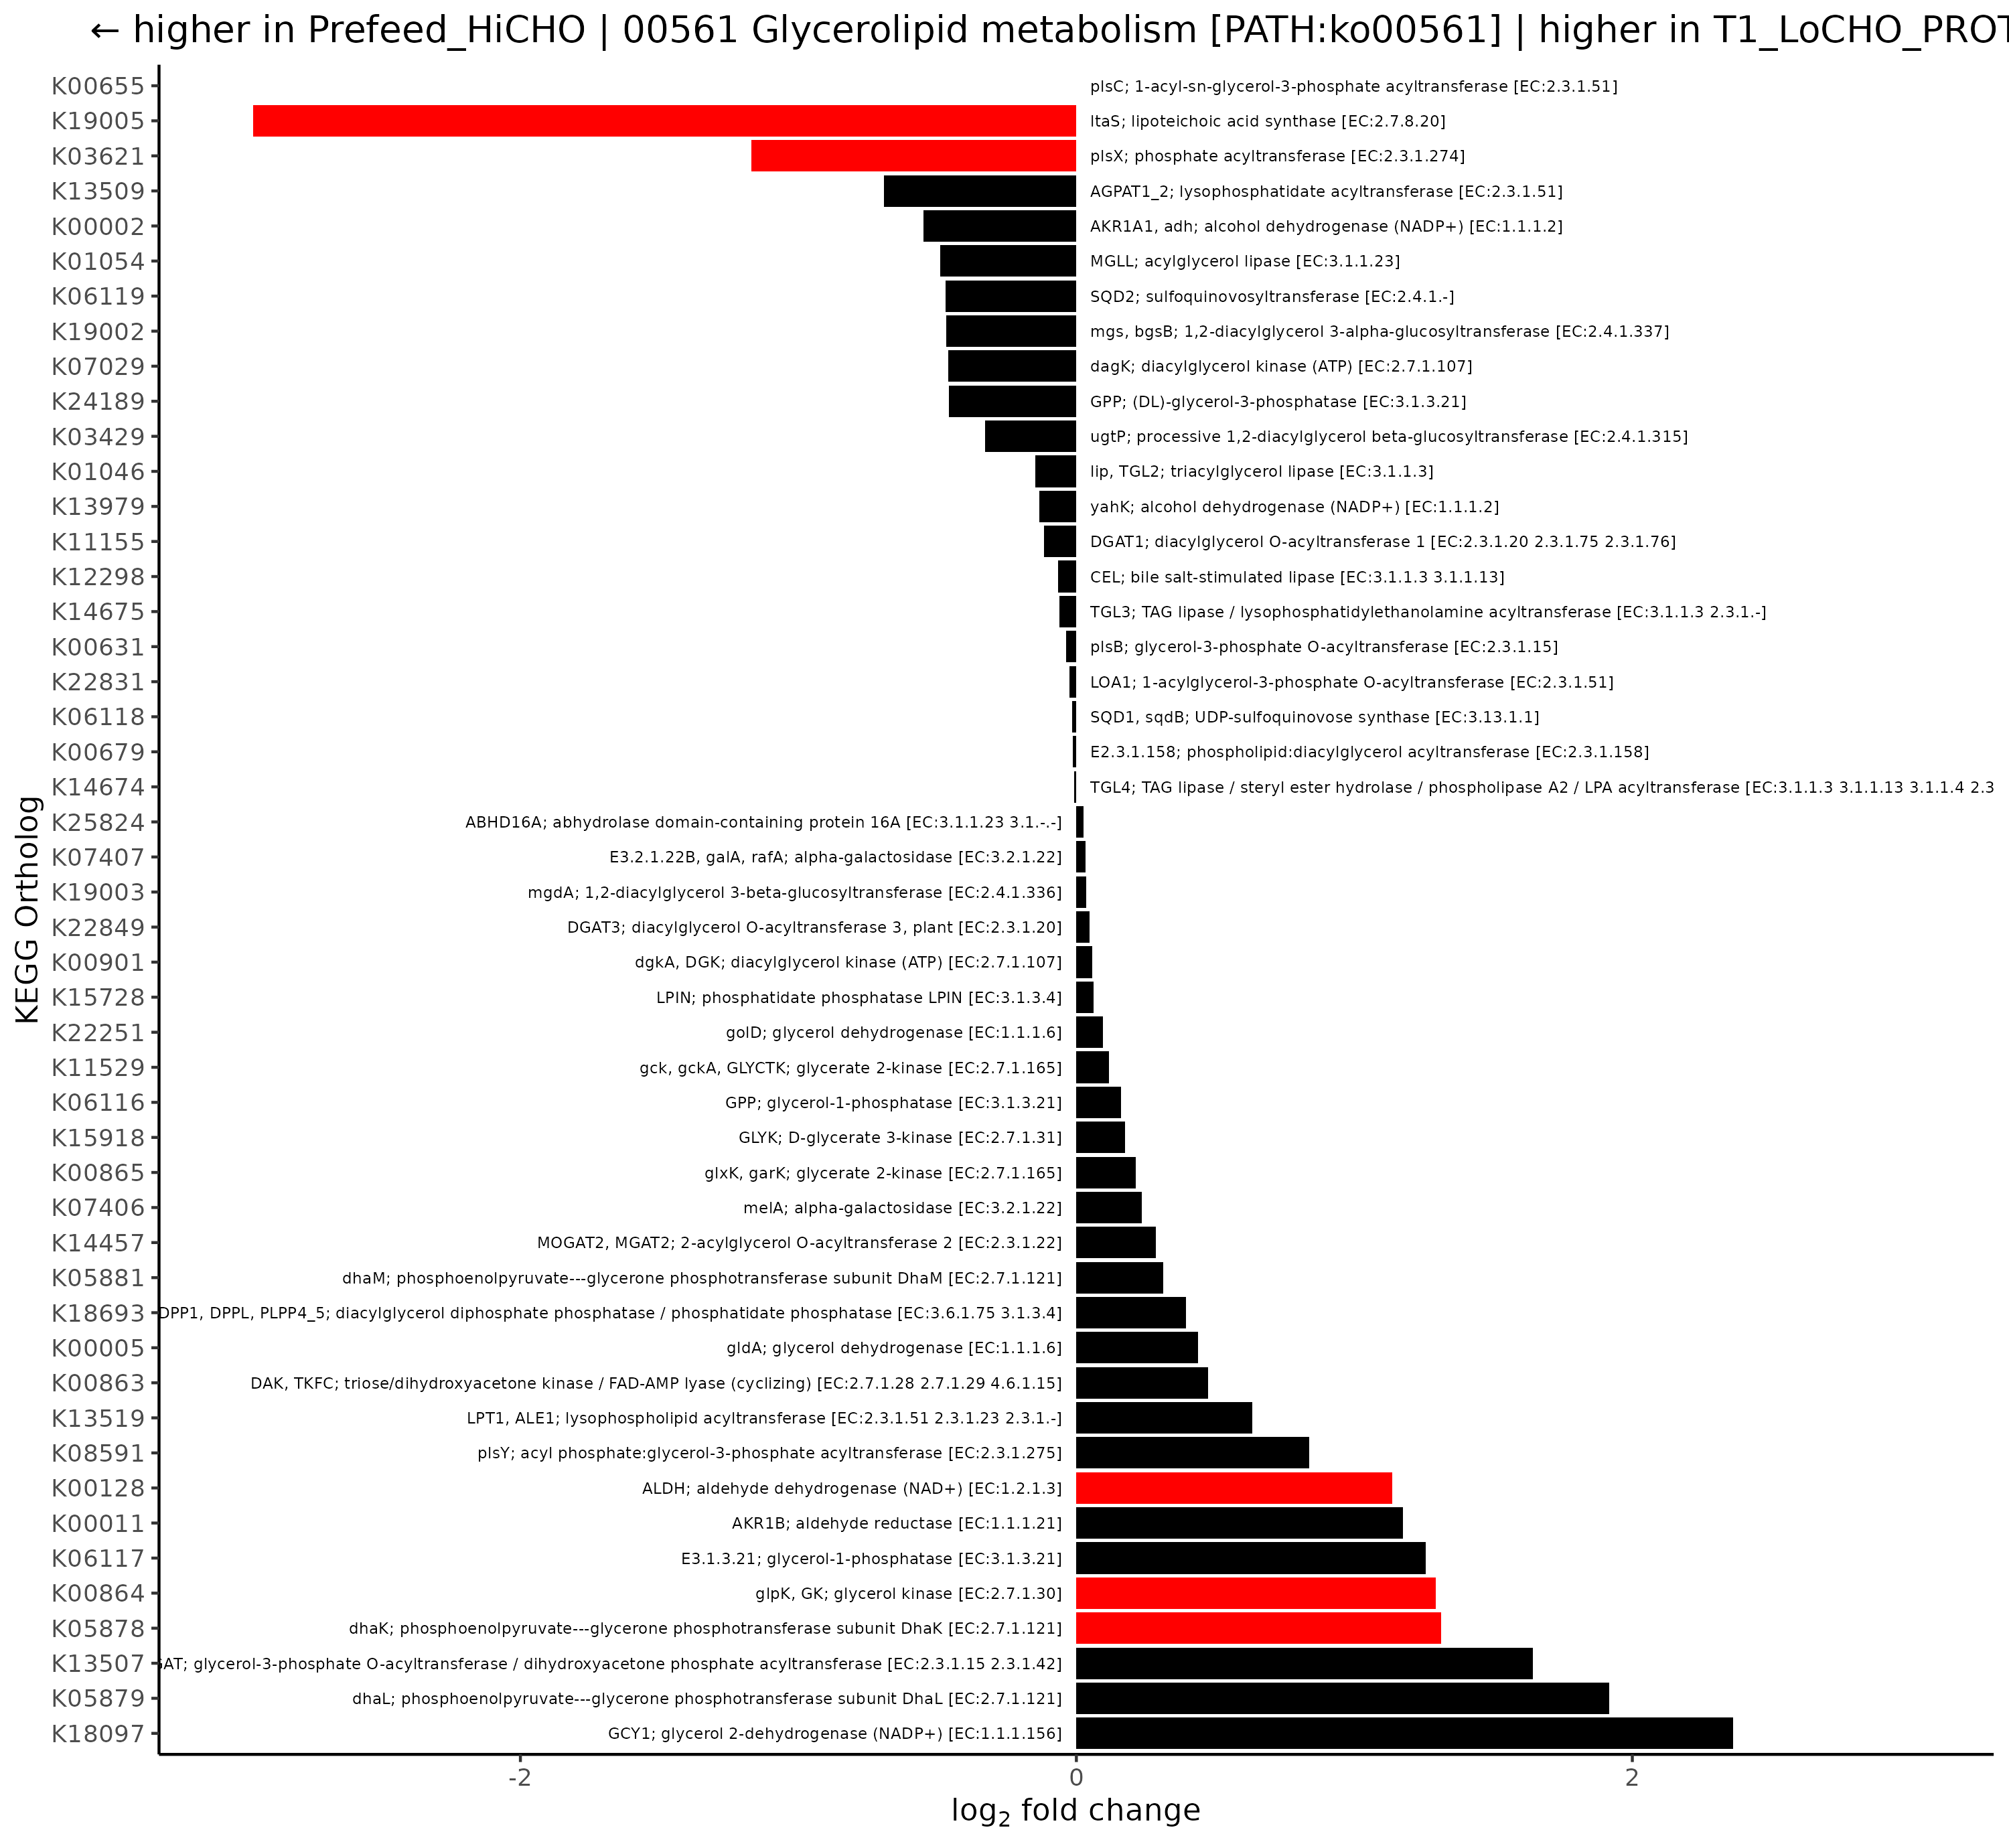 ← higher in Prefeed_HiCHO | 00561 Glycerolipid metabolism [PATH:ko00561] | higher in T1_LoCHO_PROT
KEGG Ortholog
K00655 plsC; 1-acyl-sn-glycerol-3-phosphate acyltransferase [EC:2.3.1.51]
K19005 ltaS; lipoteichoic acid synthase [EC:2.7.8.20]
K03621 plsX; phosphate acyltransferase [EC:2.3.1.274]
K13509 AGPAT1_2; lysophosphatidate acyltransferase [EC:2.3.1.51]
K00002 AKR1A1, adh; alcohol dehydrogenase (NADP+) [EC:1.1.1.2]
K01054 MGLL; acylglycerol lipase [EC:3.1.1.23]
K06119 SQD2; sulfoquinovosyltransferase [EC:2.4.1.-]
K19002 mgs, bgsB; 1,2-diacylglycerol 3-alpha-glucosyltransferase [EC:2.4.1.337]
K07029 dagK; diacylglycerol kinase (ATP) [EC:2.7.1.107]
K24189 GPP; (DL)-glycerol-3-phosphatase [EC:3.1.3.21]
K03429 ugtP; processive 1,2-diacylglycerol beta-glucosyltransferase [EC:2.4.1.315]
K01046 lip, TGL2; triacylglycerol lipase [EC:3.1.1.3]
K13979 yahK; alcohol dehydrogenase (NADP+) [EC:1.1.1.2]
K11155 DGAT1; diacylglycerol O-acyltransferase 1 [EC:2.3.1.20 2.3.1.75 2.3.1.76]
K12298 CEL; bile salt-stimulated lipase [EC:3.1.1.3 3.1.1.13]
K14675 TGL3; TAG lipase / lysophosphatidylethanolamine acyltransferase [EC:3.1.1.3 2.3.1.-]
K00631 plsB; glycerol-3-phosphate O-acyltransferase [EC:2.3.1.15]
K22831 LOA1; 1-acylglycerol-3-phosphate O-acyltransferase [EC:2.3.1.51]
K06118 SQD1, sqdB; UDP-sulfoquinovose synthase [EC:3.13.1.1]
K00679 E2.3.1.158; phospholipid:diacylglycerol acyltransferase [EC:2.3.1.158]
K14674 TGL4; TAG lipase / steryl ester hydrolase / phospholipase A2 / LPA acyltransferase [EC:3.1.1.3 3.1.1.13 3.1.1.4 2.3
K25824 ABHD16A; abhydrolase domain-containing protein 16A [EC:3.1.1.23 3.1.-.-]
K07407 E3.2.1.22B, galA, rafA; alpha-galactosidase [EC:3.2.1.22]
K19003 mgdA; 1,2-diacylglycerol 3-beta-glucosyltransferase [EC:2.4.1.336]
K22849 DGAT3; diacylglycerol O-acyltransferase 3, plant [EC:2.3.1.20]
K00901 dgkA, DGK; diacylglycerol kinase (ATP) [EC:2.7.1.107]
K15728 LPIN; phosphatidate phosphatase LPIN [EC:3.1.3.4]
K22251 golD; glycerol dehydrogenase [EC:1.1.1.6]
K11529 gck, gckA, GLYCTK; glycerate 2-kinase [EC:2.7.1.165]
K06116 GPP; glycerol-1-phosphatase [EC:3.1.3.21]
K15918 GLYK; D-glycerate 3-kinase [EC:2.7.1.31]
K00865 glxK, garK; glycerate 2-kinase [EC:2.7.1.165]
K07406 melA; alpha-galactosidase [EC:3.2.1.22]
K14457 MOGAT2, MGAT2; 2-acylglycerol O-acyltransferase 2 [EC:2.3.1.22]
K05881 dhaM; phosphoenolpyruvate---glycerone phosphotransferase subunit DhaM [EC:2.7.1.121]
K18693 DPP1, DPPL, PLPP4_5; diacylglycerol diphosphate phosphatase / phosphatidate phosphatase [EC:3.6.1.75 3.1.3.4]
K00005 gldA; glycerol dehydrogenase [EC:1.1.1.6]
K00863 DAK, TKFC; triose/dihydroxyacetone kinase / FAD-AMP lyase (cyclizing) [EC:2.7.1.28 2.7.1.29 4.6.1.15]
K13519 LPT1, ALE1; lysophospholipid acyltransferase [EC:2.3.1.51 2.3.1.23 2.3.1.-]
K08591 plsY; acyl phosphate:glycerol-3-phosphate acyltransferase [EC:2.3.1.275]
K00128 ALDH; aldehyde dehydrogenase (NAD+) [EC:1.2.1.3]
K00011 AKR1B; aldehyde reductase [EC:1.1.1.21]
K06117 E3.1.3.21; glycerol-1-phosphatase [EC:3.1.3.21]
K00864 glpK, GK; glycerol kinase [EC:2.7.1.30]
K05878 dhaK; phosphoenolpyruvate---glycerone phosphotransferase subunit DhaK [EC:2.7.1.121]
K13507 GAT; glycerol-3-phosphate O-acyltransferase / dihydroxyacetone phosphate acyltransferase [EC:2.3.1.15 2.3.1.42]
K05879 dhaL; phosphoenolpyruvate---glycerone phosphotransferase subunit DhaL [EC:2.7.1.121]
K18097 GCY1; glycerol 2-dehydrogenase (NADP+) [EC:1.1.1.156]
-2 0 2
log2 fold change